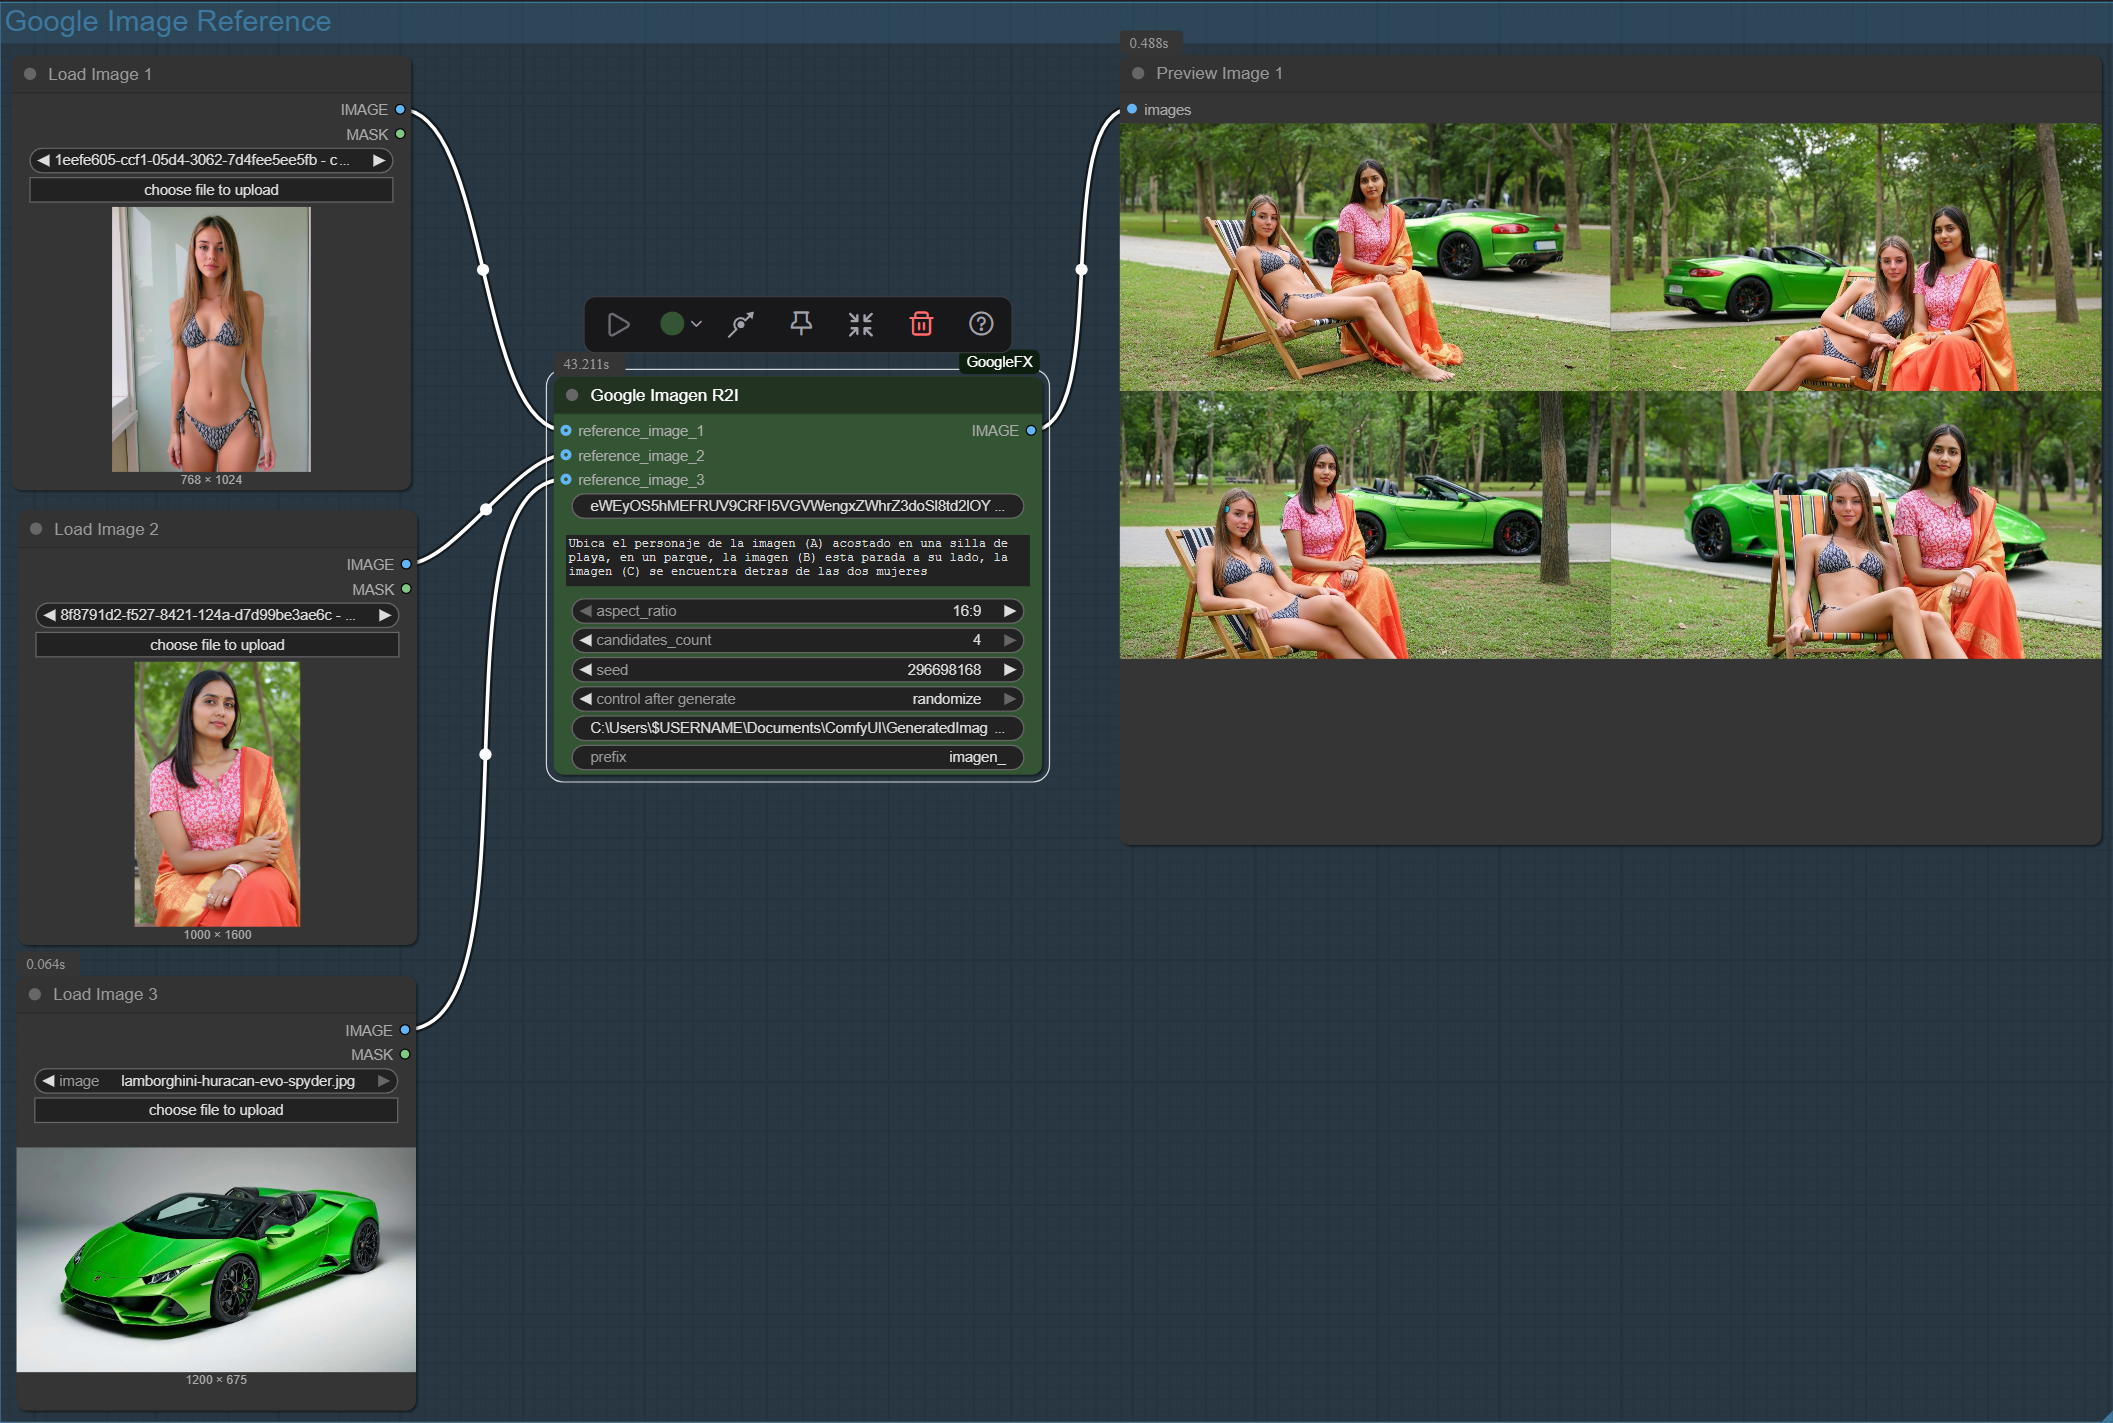 Google Image Reference
Load Image 1
IMAGE
MASK
1eefe605-ccf1-05d4-3062-7d4fee5ee5fb - c ...
choose file to upload
768 × 1024
Load Image 2
IMAGE
MASK
8f8791d2-f527-8421-124a-d7d99be3ae6c - ...
choose file to upload
1000 × 1600
0.064s
Load Image 3
IMAGE
MASK
image lamborghini-huracan-evo-spyder.jpg
choose file to upload
1200 × 675
43.211s
GoogleFX
Google Imagen R2I
reference_image_1 IMAGE
reference_image_2
reference_image_3
eWEyOS5hMEFRUV9CRFI5VGVWengxZWhrZ3doSl8td2lOY ...
Ubica el personaje de la imagen (A) acostado en una silla de
playa, en un parque, la imagen (B) esta parada a su lado, la
imagen (C) se encuentra detras de las dos mujeres
aspect_ratio 16:9
candidates_count 4
seed 296698168
control after generate randomize
C:\Users\$USERNAME\Documents\ComfyUI\GeneratedImag ...
prefix imagen_
0.488s
Preview Image 1
images